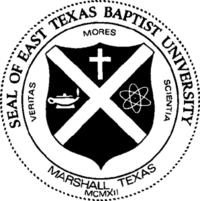 SEAL OF EAST TEXAS BAPTIST UNIVERSITY
MORES
VERITAS
SCIENTIA
MARSHALL, TEXAS
MCMXII